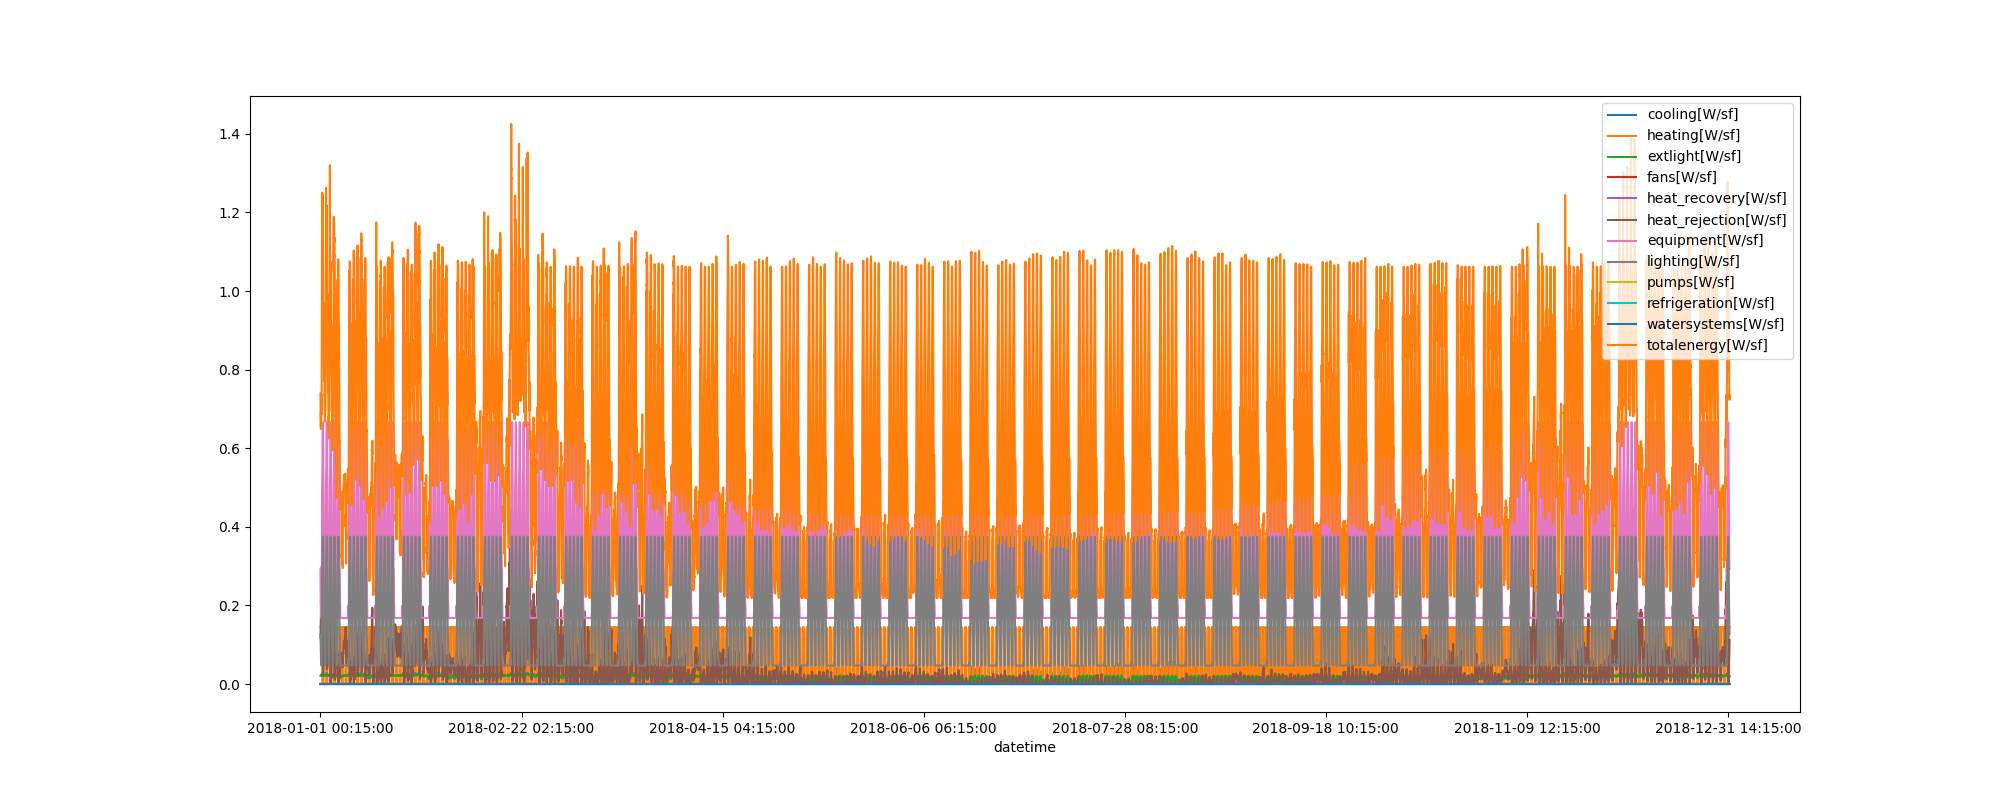 cooling[W/sf]
heating[W/sf]
extlight[W/sf]
fans[W/sf]
heat_recovery[W/sf]
heat_rejection[W/sf]
equipment[W/sf]
lighting[W/sf]
pumps[W/sf]
refrigeration[W/sf]
watersystems[W/sf]
totalenergy[W/sf]
1.4
1.2
1.0
0.8
0.6
0.4
0.2
0.0
2018-01-01 00:15:00 2018-02-22 02:15:00 2018-04-15 04:15:00 2018-06-06 06:15:00 2018-07-28 08:15:00 2018-09-18 10:15:00 2018-11-09 12:15:00 2018-12-31 14:15:00
datetime